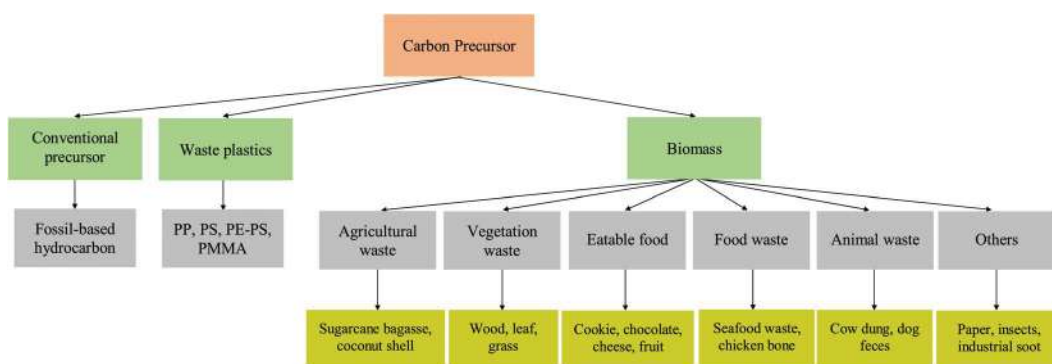 Carbon Precursor
Conventional
precursor
Waste plastics
Biomass
Fossil-based
hydrocarbon
PP, PS, PE-PS,
PMMA
Agricultural
waste
Vegetation
waste
Eatable food
Food waste
Animal waste
Others
Sugarcane bagasse,
coconut shell
Wood, leaf,
grass
Cookie, chocolate,
cheese, fruit
Seafood waste,
chicken bone
Cow dung, dog
feces
Paper, insects,
industrial soot